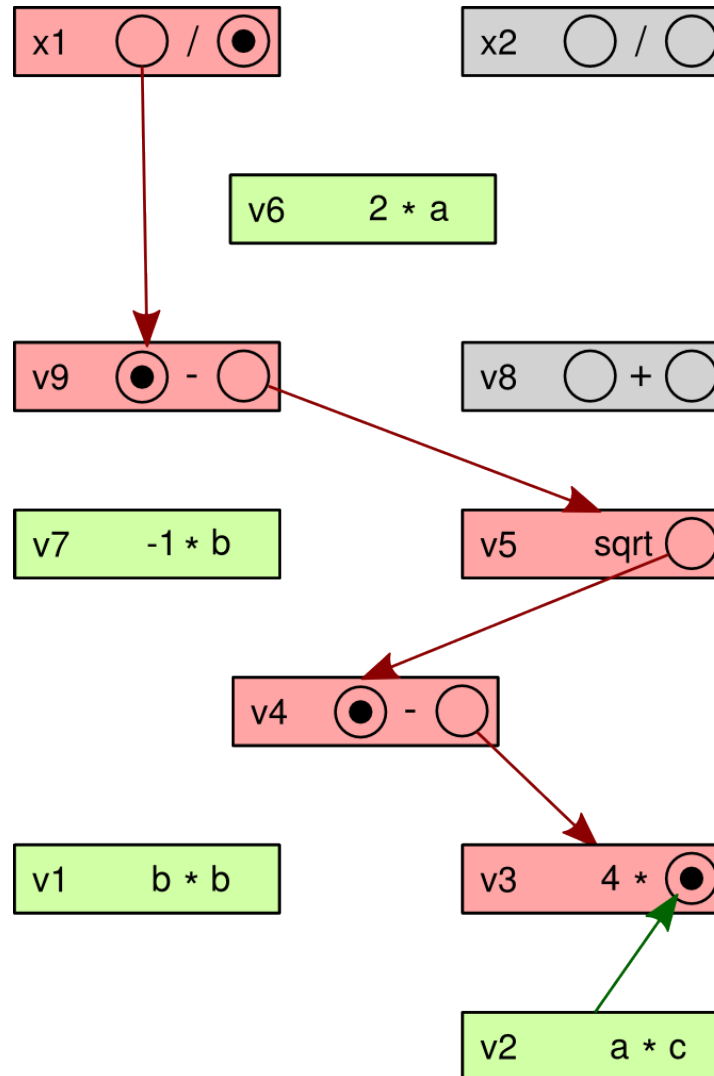 x1 /
x2 /
v6 2 * a
v9 -
v8 +
v7 -1 * b
v5 sqrt
v4 -
v1 b * b
v3 4 *
v2 a * c